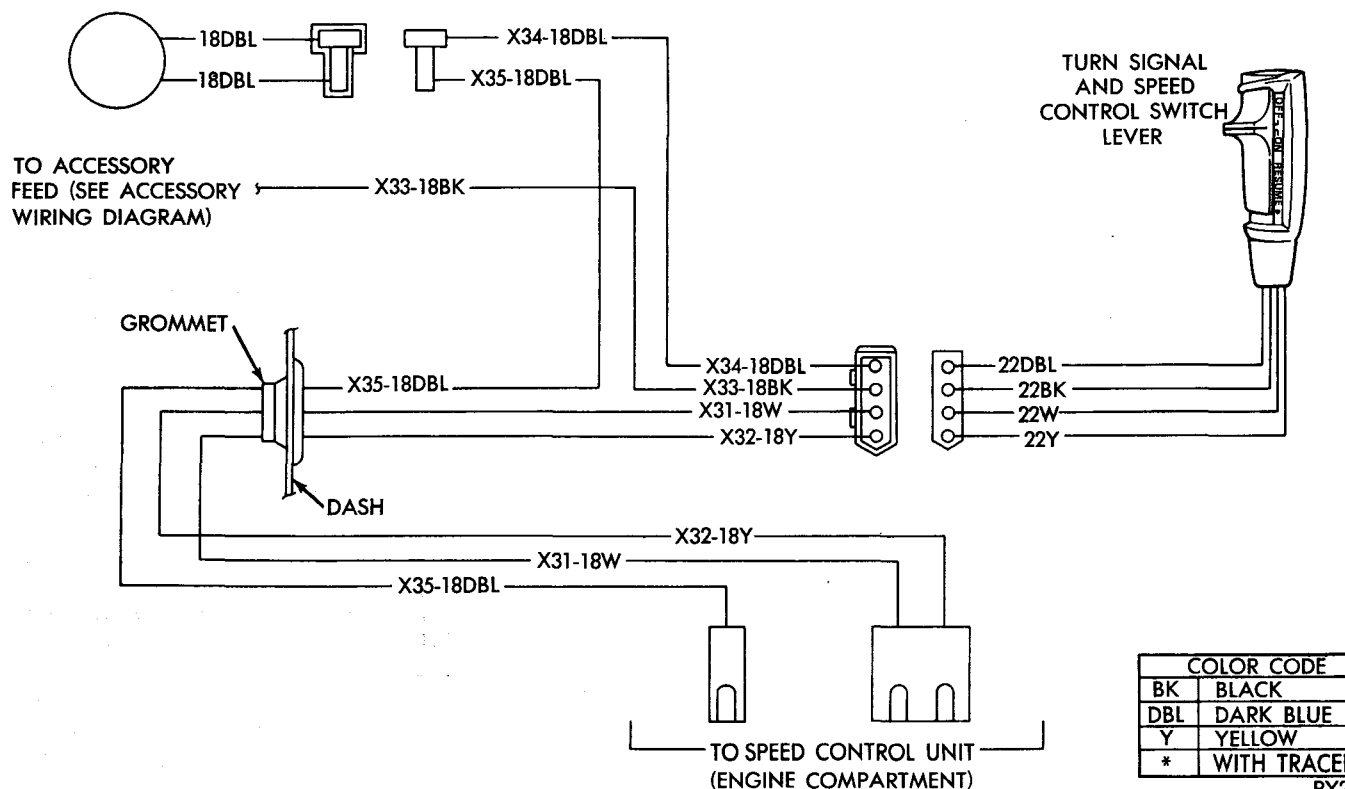 18DBL
18DBL
X34-18DBL
X35-18DBL
TURN SIGNAL
AND SPEED
CONTROL SWITCH
LEVER
OFF ON RESUME
TO ACCESSORY
FEED (SEE ACCESSORY
WIRING DIAGRAM)
X33-18BK
GROMMET
X35-18DBL
X34-18DBL
X33-18BK
X31-18W
X32-18Y
22DBL
22BK
22W
22Y
DASH
X32-18Y
X31-18W
X35-18DBL
TO SPEED CONTROL UNIT
(ENGINE COMPARTMENT)
COLOR CODE
BK BLACK
DBL DARK BLUE
Y YELLOW
* WITH TRACER